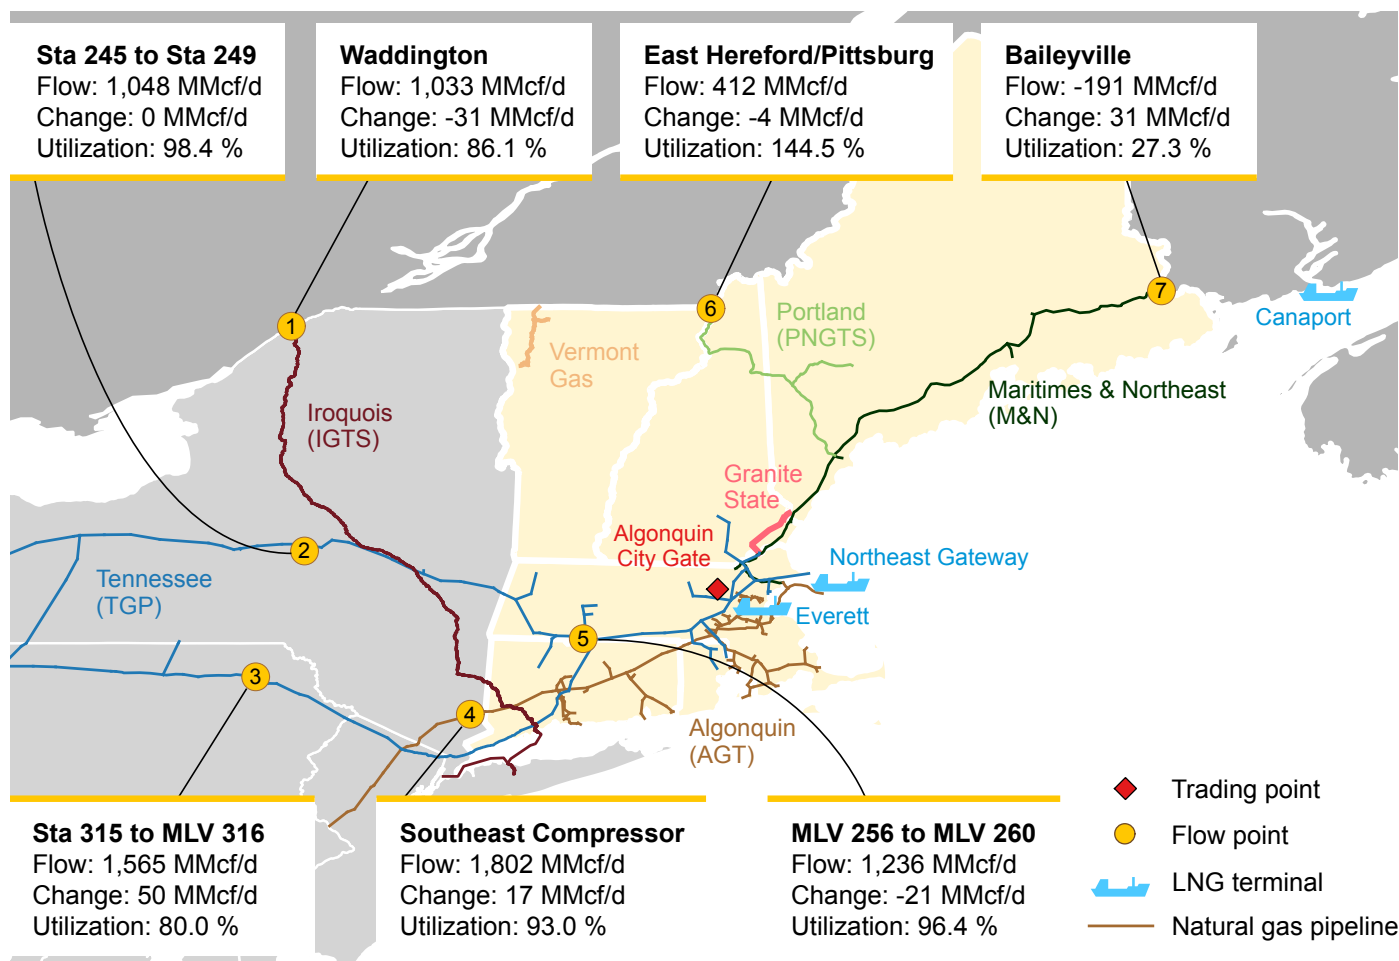 Sta 245 to Sta 249
Flow: 1,048 MMcf/d
Change: 0 MMcf/d
Utilization: 98.4 %
Waddington
Flow: 1,033 MMcf/d
Change: -31 MMcf/d
Utilization: 86.1 %
East Hereford/Pittsburg
Flow: 412 MMcf/d
Change: -4 MMcf/d
Utilization: 144.5 %
Baileyville
Flow: -191 MMcf/d
Change: 31 MMcf/d
Utilization: 27.3 %
7
6
1
Canaport
Portland
(PNGTS)
Vermont
Gas
Maritimes & Northeast
(M&N)
Iroquois
(IGTS)
Granite
State
Algonquin
City Gate
2
Northeast Gateway
Tennessee
(TGP)
Everett
5
3
4
Algonquin
(AGT)
Sta 315 to MLV 316
Flow: 1,565 MMcf/d
Change: 50 MMcf/d
Utilization: 80.0 %
Southeast Compressor
Flow: 1,802 MMcf/d
Change: 17 MMcf/d
Utilization: 93.0 %
MLV 256 to MLV 260
Flow: 1,236 MMcf/d
Change: -21 MMcf/d
Utilization: 96.4 %
Trading point
Flow point
LNG terminal
Natural gas pipeline